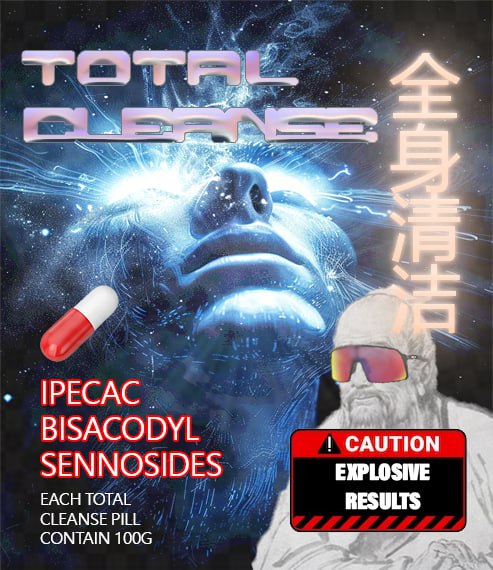 TOTAL
CLEANSE
全身清洁
IPECAC
BISACODYL
SENNOSIDES
EACH TOTAL
CLEANSE PILL
CONTAIN 100G
CAUTION
EXPLOSIVE
RESULTS